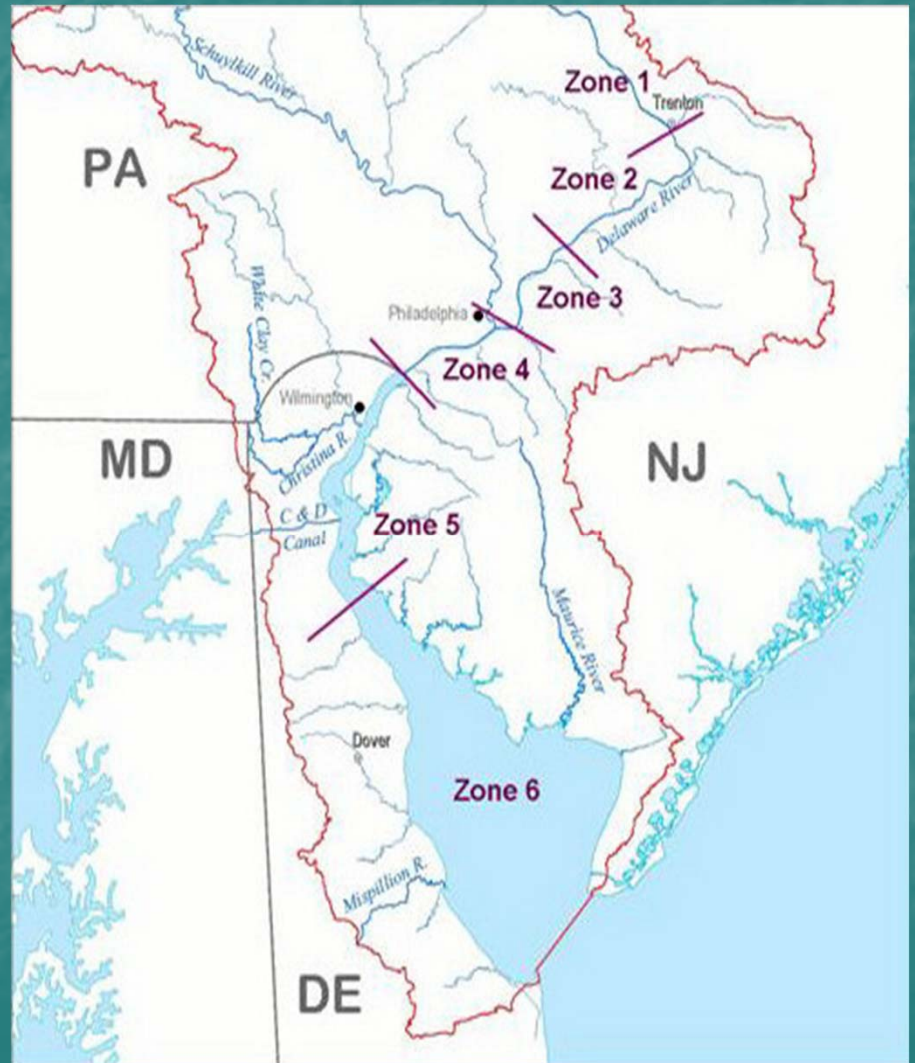 Schuylkill River
Zone 1
Trenton
PA
Zone 2
Delaware River
White Clay Cr.
Zone 3
Philadelphia
Zone 4
Wilmington
MD
NJ
Christina R.
C & D
Canal
Zone 5
Maurice River
Dover
Zone 6
Mispillion R.
DE